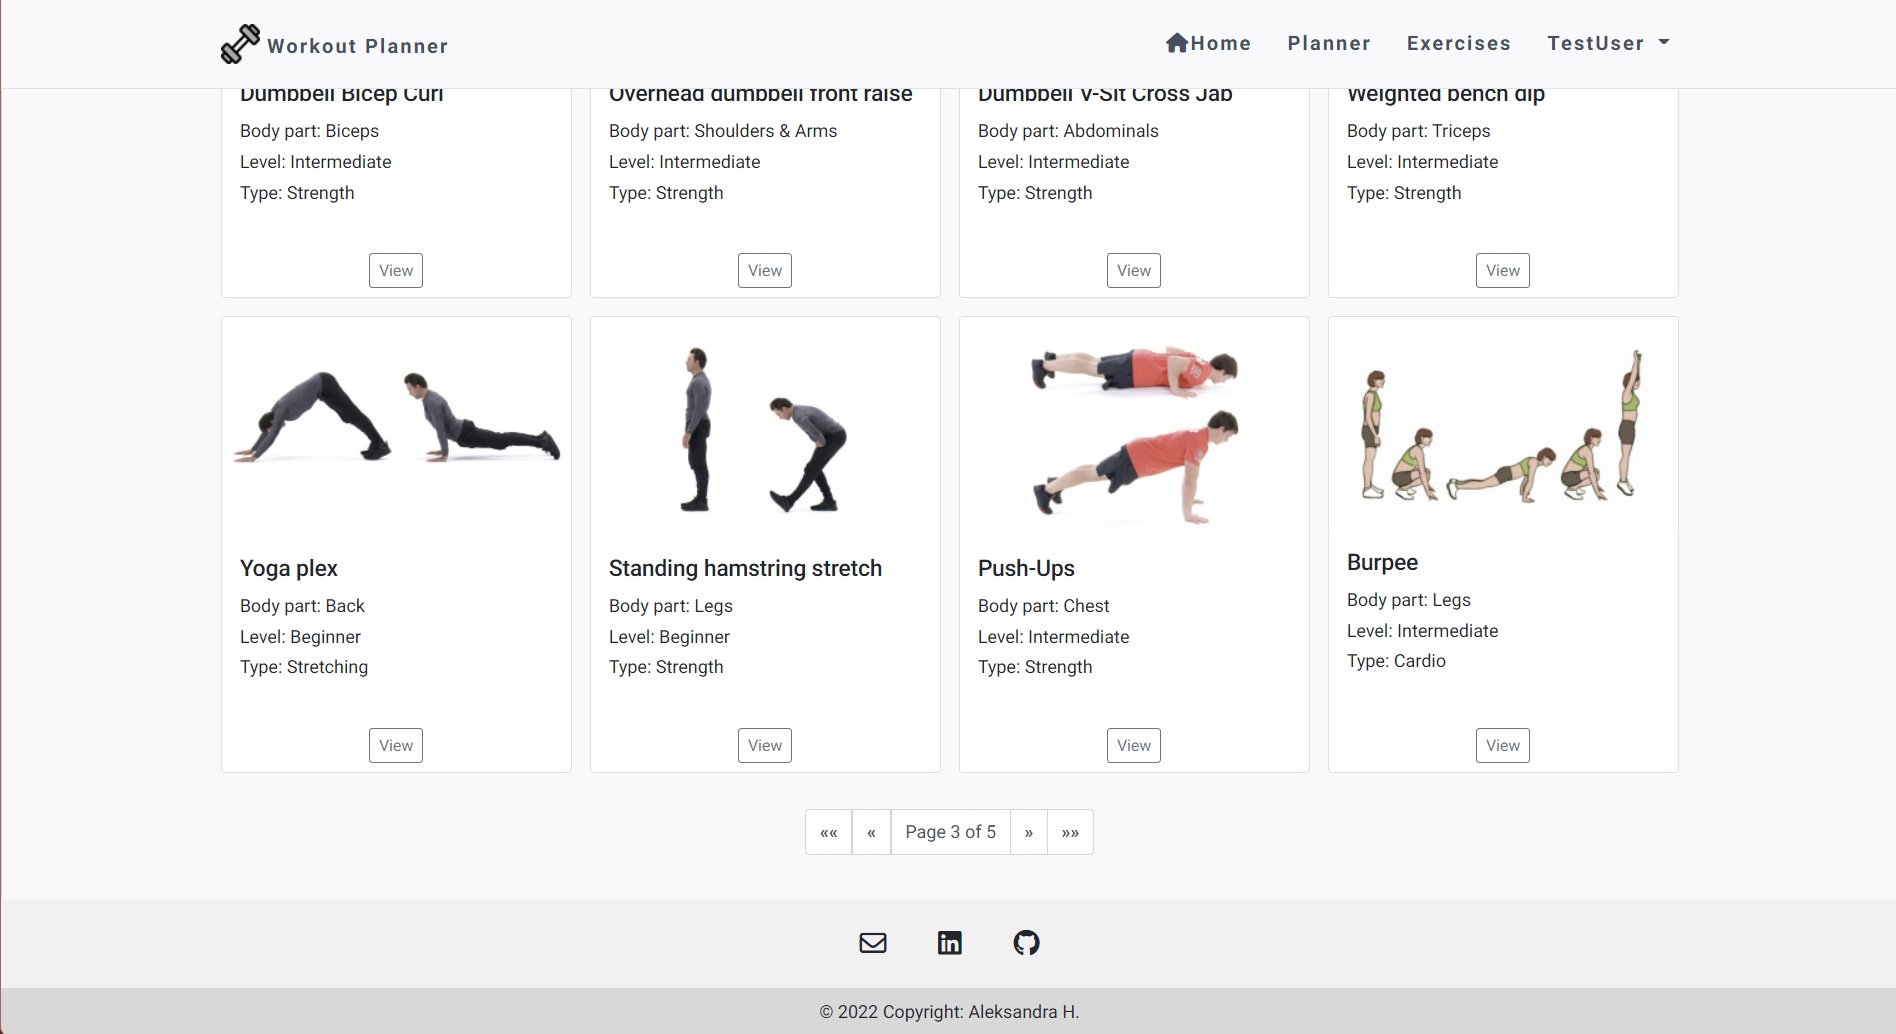 Workout Planner
Home Planner Exercises TestUser
Dumbbell Bicep Curl
Body part: Biceps
Level: Intermediate
Type: Strength
View
Overhead dumbbell front raise
Body part: Shoulders & Arms
Level: Intermediate
Type: Strength
View
Dumbbell V-Sit Cross Jab
Body part: Abdominals
Level: Intermediate
Type: Strength
View
Weighted bench dip
Body part: Triceps
Level: Intermediate
Type: Strength
View
Yoga plex
Body part: Back
Level: Beginner
Type: Stretching
View
Standing hamstring stretch
Body part: Legs
Level: Beginner
Type: Strength
View
Push-Ups
Body part: Chest
Level: Intermediate
Type: Strength
View
Burpee
Body part: Legs
Level: Intermediate
Type: Cardio
View
«« « Page 3 of 5 » »»
in
© 2022 Copyright: Aleksandra H.